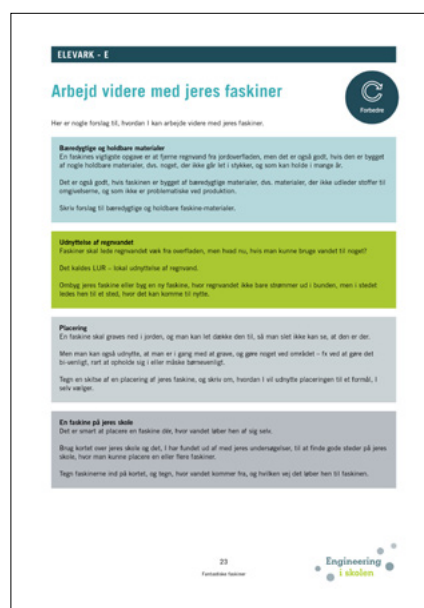 ELEVARK - E
Arbejd videre med jeres faskiner
Forbedre
Her er nogle forslag til, hvordan I kan arbejde videre med jeres faskiner.
Bæredygtige og holdbare materialer
En faskines vigtigste opgave er at fjerne regnvand fra jordoverfladen, men det er også godt, hvis den er bygget
af nogle holdbare materialer, dvs. noget, der ikke går let i stykker, og som kan holde i mange år.
Det er også godt, hvis faskinen er bygget af bæredygtige materialer, dvs. materialer, der ikke udleder stoffer til
omgivelserne, og som ikke er problematiske ved produktion.
Skriv forslag til bæredygtige og holdbare faskine-materialer.
Udnyttelse af regnvandet
Faskiner skal lede regnvandet væk fra overfladen, men hvad nu, hvis man kunne bruge vandet til noget?
Det kaldes LUR – lokal udnyttelse af regnvand.
Ombyg jeres faskine eller byg en ny faskine, hvor regnvandet ikke bare strømmer ud i bunden, men i stedet
ledes hen til et sted, hvor det kan komme til nytte.
Placering
En faskine skal graves ned i jorden, og man kan let dække den til, så man slet ikke kan se, at den er der.
Men man kan også udnytte, at man er i gang med at grave, og gøre noget ved området – fx ved at gøre det
bi-venligt, rart at opholde sig i eller måske børnevenligt.
Tegn en skitse af en placering af jeres faskine, og skriv om, hvordan I vil udnytte placeringen til et formål, I
selv vælger.
En faskine på jeres skole
Det er smart at placere en faskine dér, hvor vandet løber hen af sig selv.
Brug kortet over jeres skole og det, I har fundet ud af med jeres undersøgelser, til at finde gode steder på jeres
skole, hvor man kunne placere en eller flere faskiner.
Tegn faskinerne ind på kortet, og tegn, hvor vandet kommer fra, og hvilken vej det løber hen til faskinen.
23
Fantastiske faskiner
Engineering
i skolen